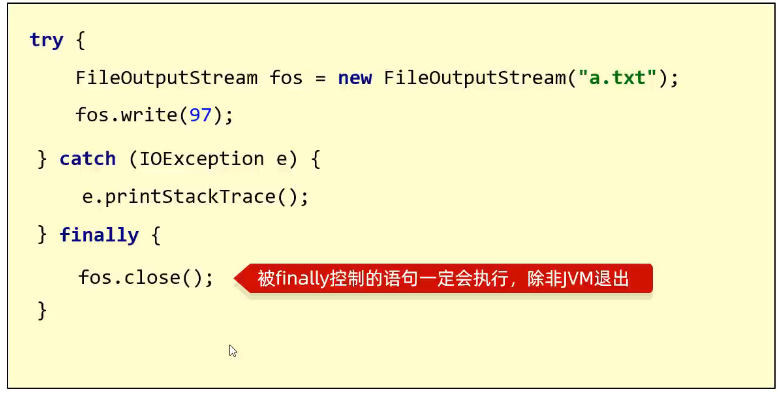 try {
FileOutputStream fos = new FileOutputStream("a.txt");
fos.write(97);
} catch (IOException e) {
e.printStackTrace();
} finally {
fos.close(); 被finally控制的语句一定会执行，除非JVM退出
}